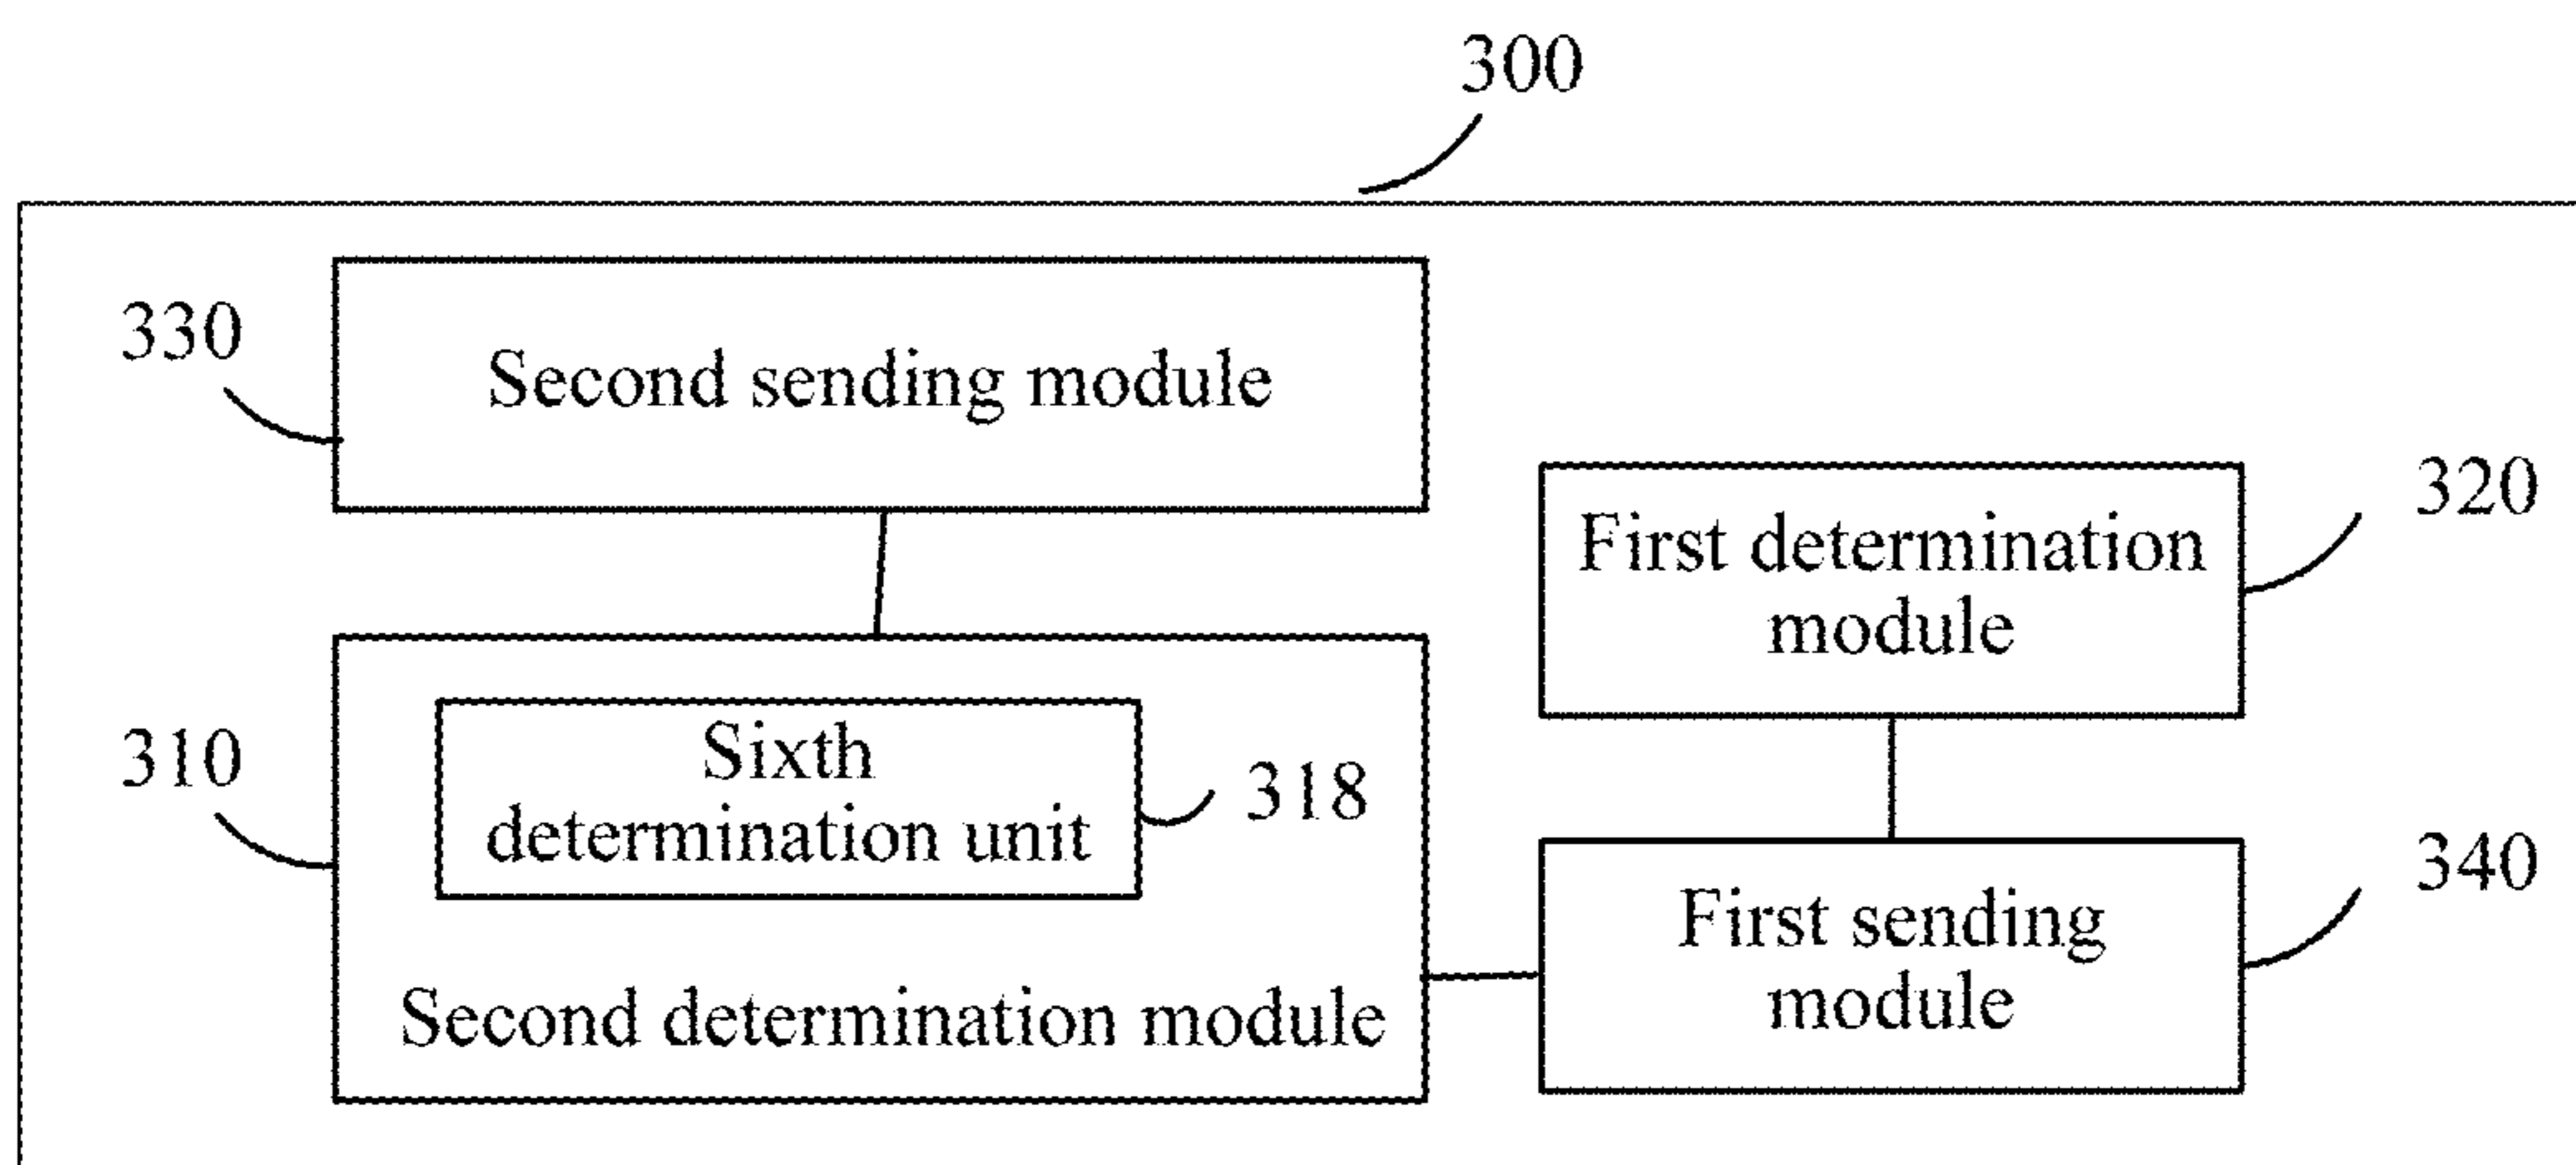 300
330
Second sending module
320
First determination
module
310
Sixth
determination unit
318
Second determination module
340
First sending
module